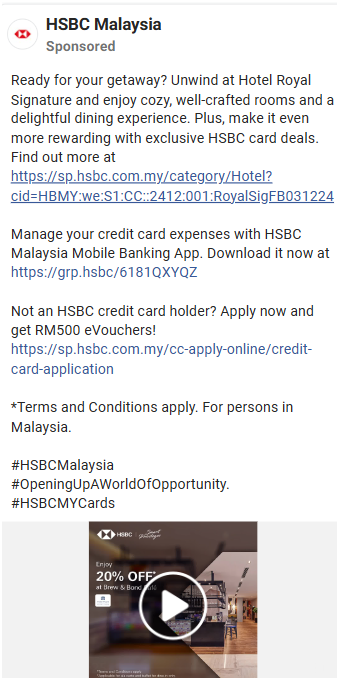 HSBC Malaysia
Sponsored
Ready for your getaway? Unwind at Hotel Royal
Signature and enjoy cozy, well-crafted rooms and a
delightful dining experience. Plus, make it even
more rewarding with exclusive HSBC card deals.
Find out more at
https://sp.hsbc.com.my/category/Hotel?
cid=HBMY:we:S1:CC::2412:001:RoyalSigFB031224
Manage your credit card expenses with HSBC
Malaysia Mobile Banking App. Download it now at
https://grp.hsbc/6181QXYQZ
Not an HSBC credit card holder? Apply now and
get RM500 eVouchers!
https://sp.hsbc.com.my/cc-apply-online/credit-
card-application
*Terms and Conditions apply. For persons in
Malaysia.
#HSBCMalaysia
#OpeningUpAWorldOfOpportunity.
#HSBCMYCards
HSBC
Enjoy
20% OFF*
at Brew & Bond